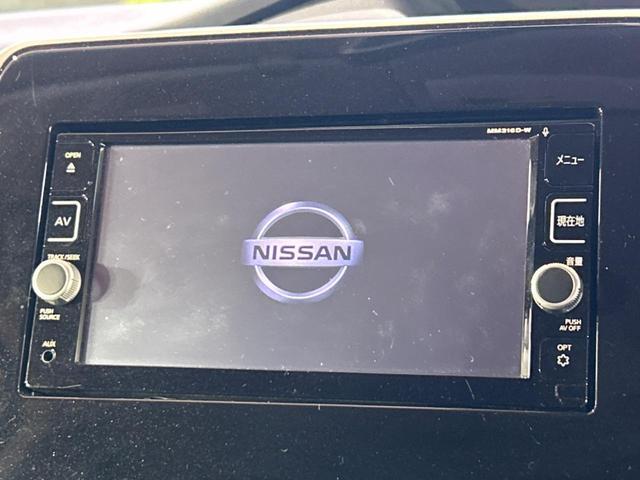 MM316D-W
OPEN
メニュー
AV
現在地
NISSAN
TRACK/SEEK
音量
PUSH
SOURCE
PUSH
AV OFF
AUX
OPT